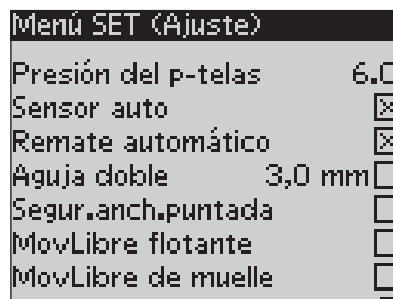 Menú SET (Ajuste)
Presión del p-telas 6.0
Sensor auto
Remate automático
Aguja doble 3,0 mm
Segur.anch.puntada
MovLibre flotante
MovLibre de muelle